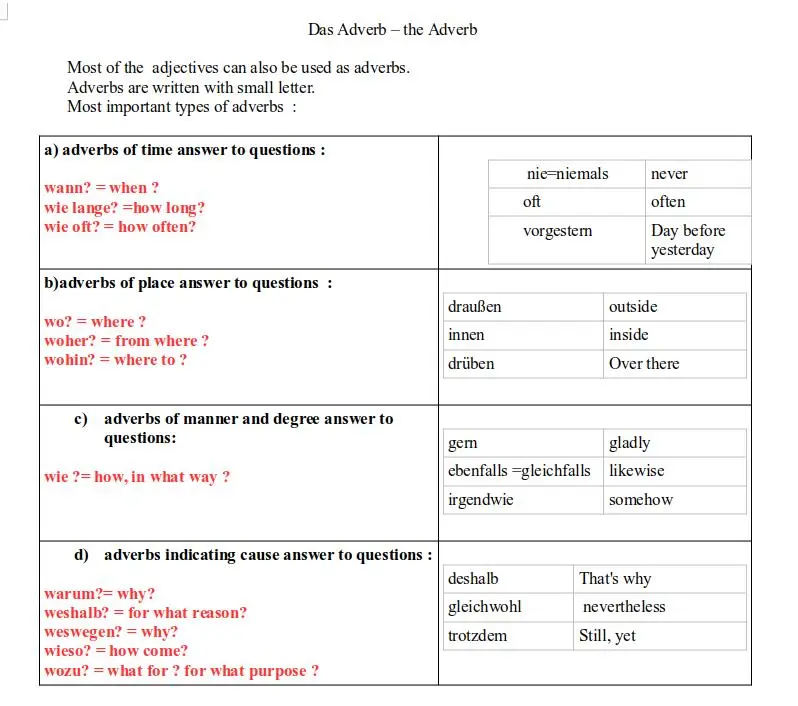 Das Adverb – the Adverb
Most of the adjectives can also be used as adverbs.
Adverbs are written with small letter.
Most important types of adverbs :
a) adverbs of time answer to questions :
wann? = when ?
wie lange? =how long?
wie oft? = how often?
nie=niemals never
oft often
vorgestern Day before
yesterday
b)adverbs of place answer to questions :
wo? = where ?
woher? = from where ?
wohin? = where to ?
draußen outside
innen inside
drüben Over there
c) adverbs of manner and degree answer to
questions:
wie ?= how, in what way ?
gern gladly
ebenfalls =gleichfalls likewise
irgendwie somehow
d) adverbs indicating cause answer to questions :
warum?= why?
weshalb? = for what reason?
weswegen? = why?
wieso? = how come?
wozu? = what for ? for what purpose ?
deshalb That's why
gleichwohl nevertheless
trotzdem Still, yet